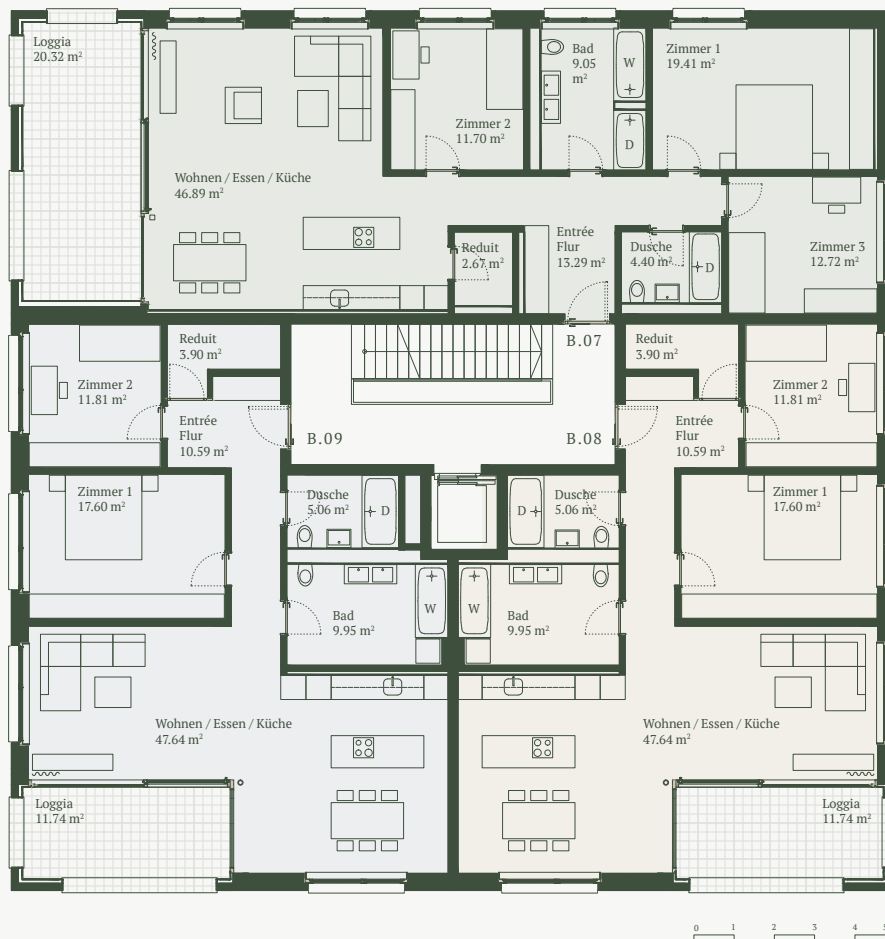 Loggia
20.32 m²
Wohnen / Essen / Küche
46.89 m²
Zimmer 2
11.70 m²
Bad
9.05
m²
W
D
Zimmer 1
19.41 m²
Reduit
2.67 m²
Entrée
Flur
13.29 m²
Dusche
4.40 m²
D
Zimmer 3
12.72 m²
B.07
Reduit
3.90 m²
Zimmer 2
11.81 m²
Entrée
Flur
10.59 m²
B.09
B.08
Reduit
3.90 m²
Entrée
Flur
10.59 m²
Zimmer 2
11.81 m²
Zimmer 1
17.60 m²
Dusche
5.06 m²
D
D
Dusche
5.06 m²
Zimmer 1
17.60 m²
Bad
9.95 m²
W
W
Bad
9.95 m²
Wohnen / Essen / Küche
47.64 m²
Wohnen / Essen / Küche
47.64 m²
Loggia
11.74 m²
Loggia
11.74 m²
0 1 2 3 4